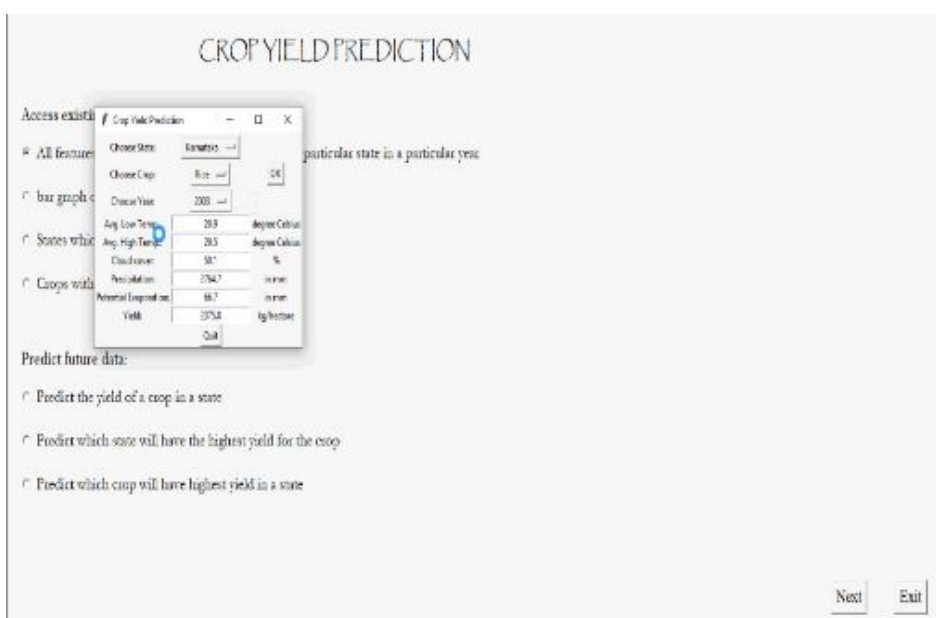 CROP YIELD PREDICTION
Access existi
Crop Yield Prediction
All features
particular state in a particular year
Choose State: Karnataka
Choose Crop: Rice OK
bar graph
Choose Year:
Avg. Low Temp. degree Celsius
States whic
Avg. High Temp. degree Celsius
Cloud cover: %
Crops with
Precipitation: in mm
Potential Evaporation: 66.7 in mm
Yield: kg/hectare
Quit
Predict future data:
Predict the yield of a crop in a state
Predict which state will have the highest yield for the crop
Predict which crop will have highest yield in a state
Next Exit